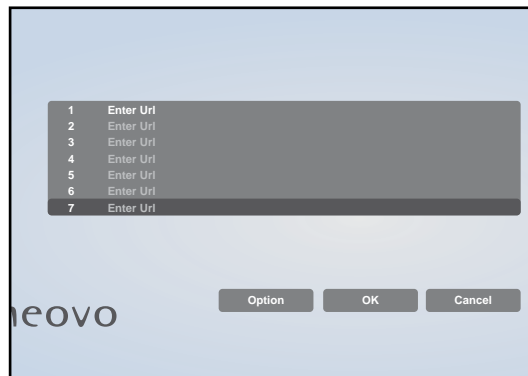 1 Enter Url
2 Enter Url
3 Enter Url
4 Enter Url
5 Enter Url
6 Enter Url
7 Enter Url
Option OK Cancel
neovo